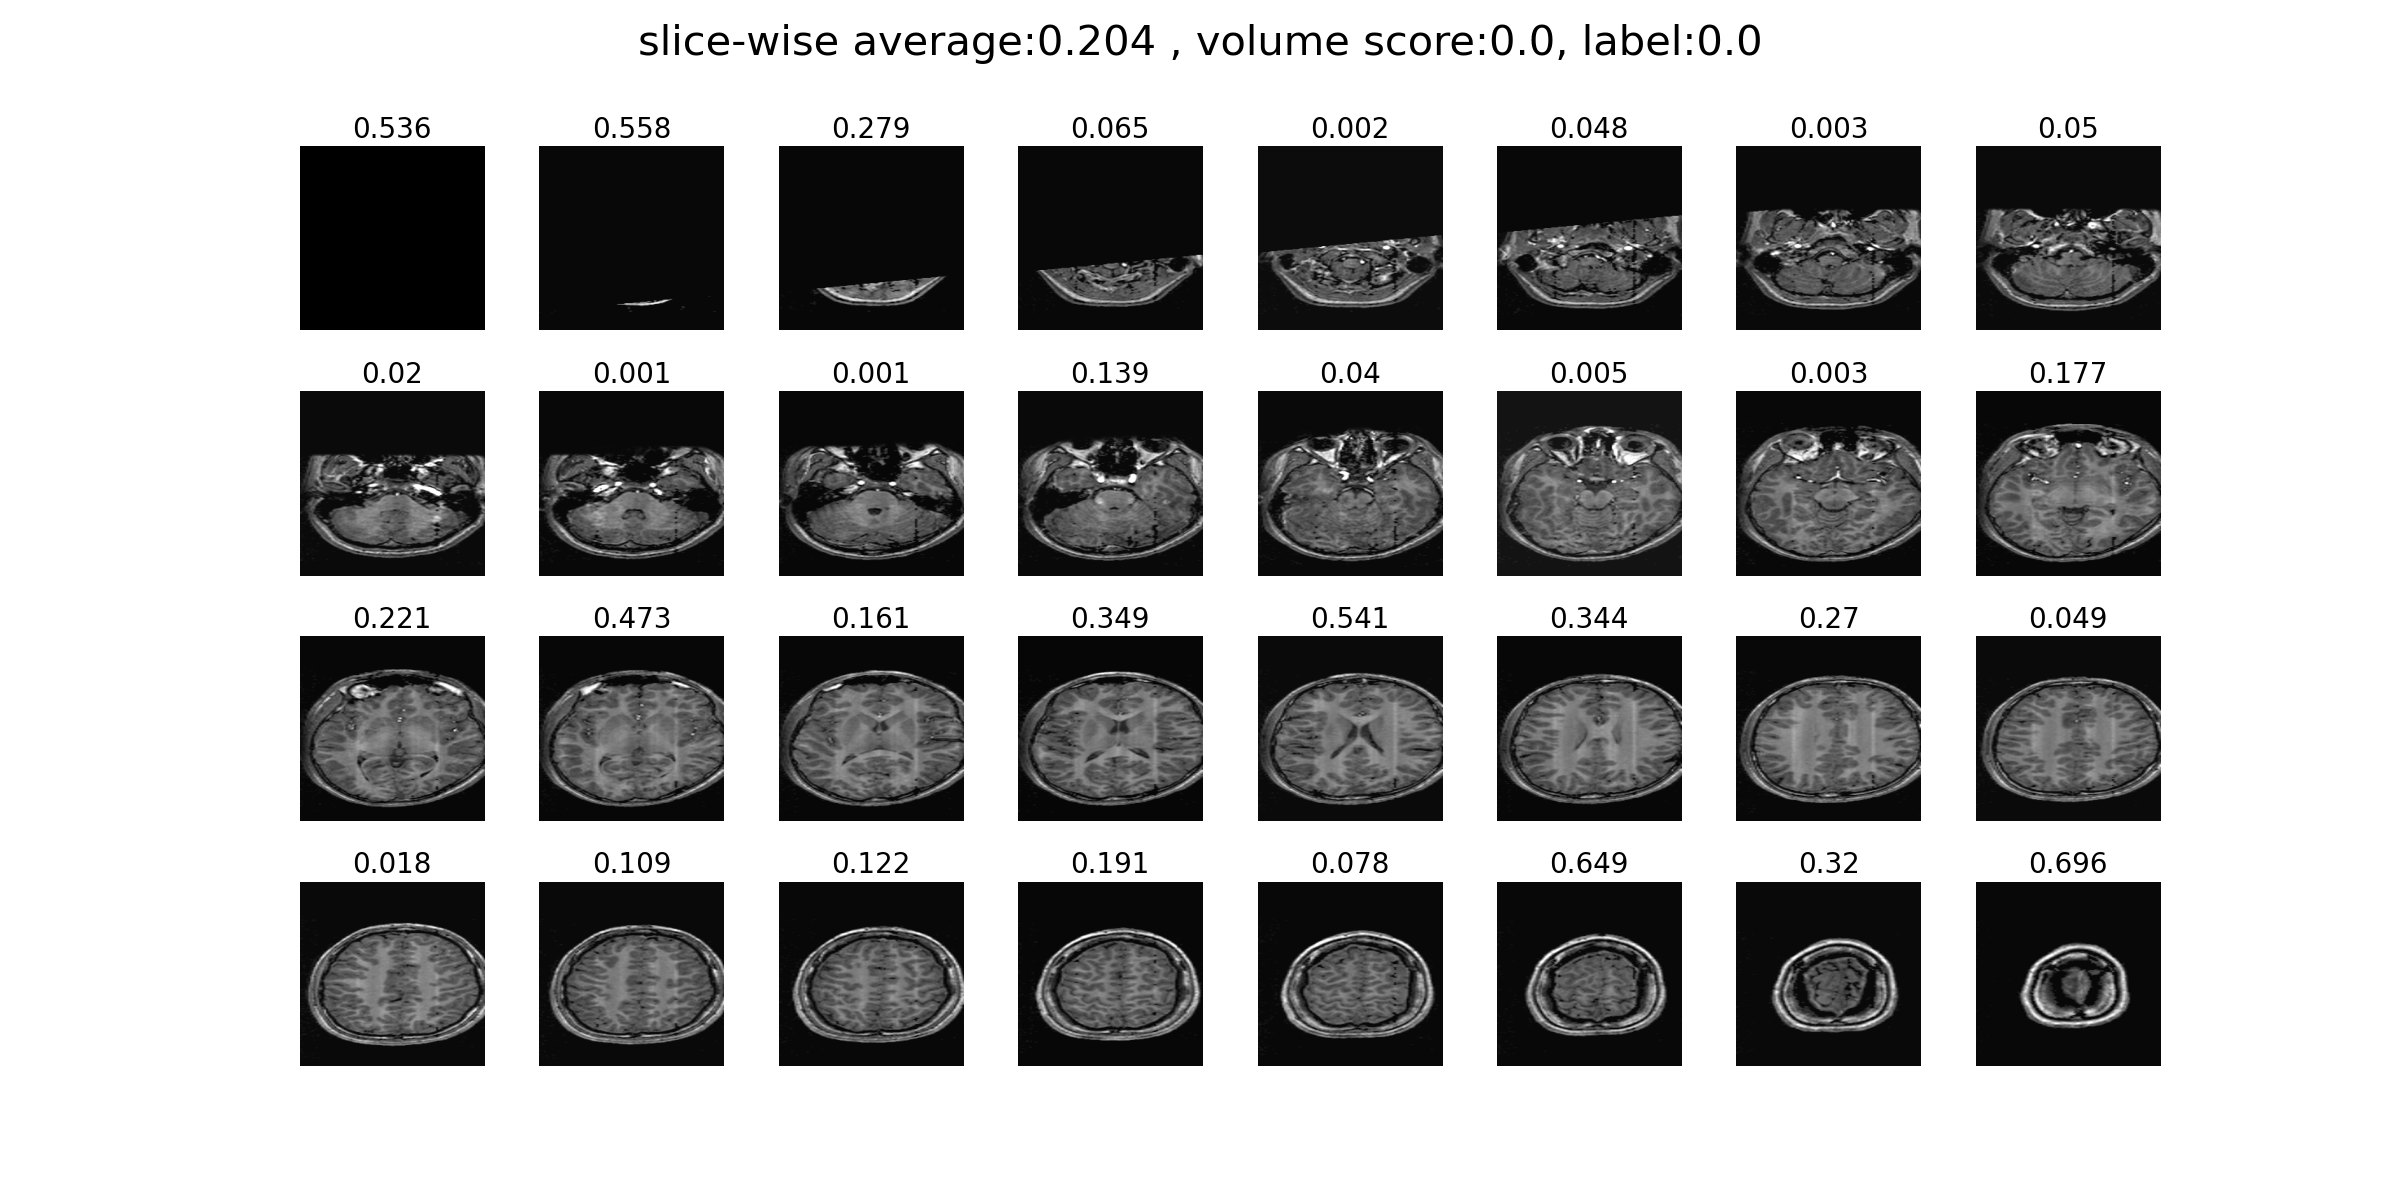 slice-wise average:0.204 , volume score:0.0, label:0.0
0.536 0.558 0.279 0.065 0.002 0.048 0.003 0.05
0.02 0.001 0.001 0.139 0.04 0.005 0.003 0.177
0.221 0.473 0.161 0.349 0.541 0.344 0.27 0.049
0.018 0.109 0.122 0.191 0.078 0.649 0.32 0.696